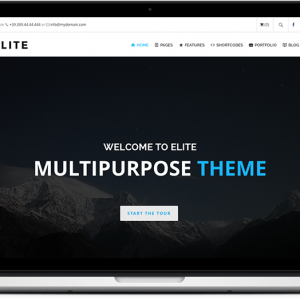 +39.095.44.44.444 info@mydomain.com (0)
ELITE
HOME PAGES FEATURES SHORTCODES PORTFOLIO BLOG
WELCOME TO ELITE
MULTIPURPOSE THEME
START THE TOUR